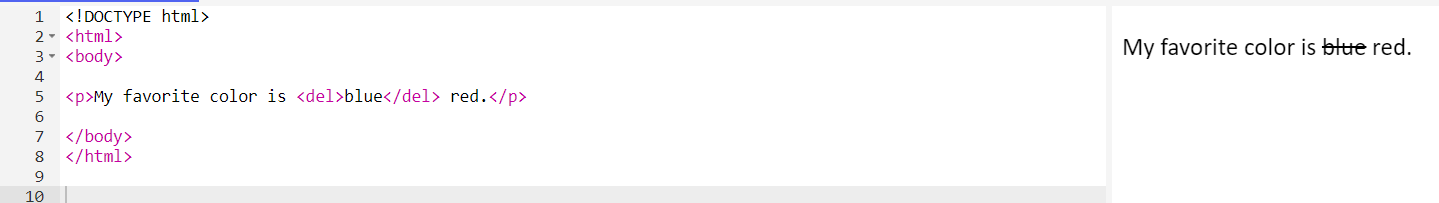 1 <!DOCTYPE html>
2 <html>
3 <body>
4
5 <p>My favorite color is <del>blue</del> red.</p>
6
7 </body>
8 </html>
9
10
My favorite color is blue red.